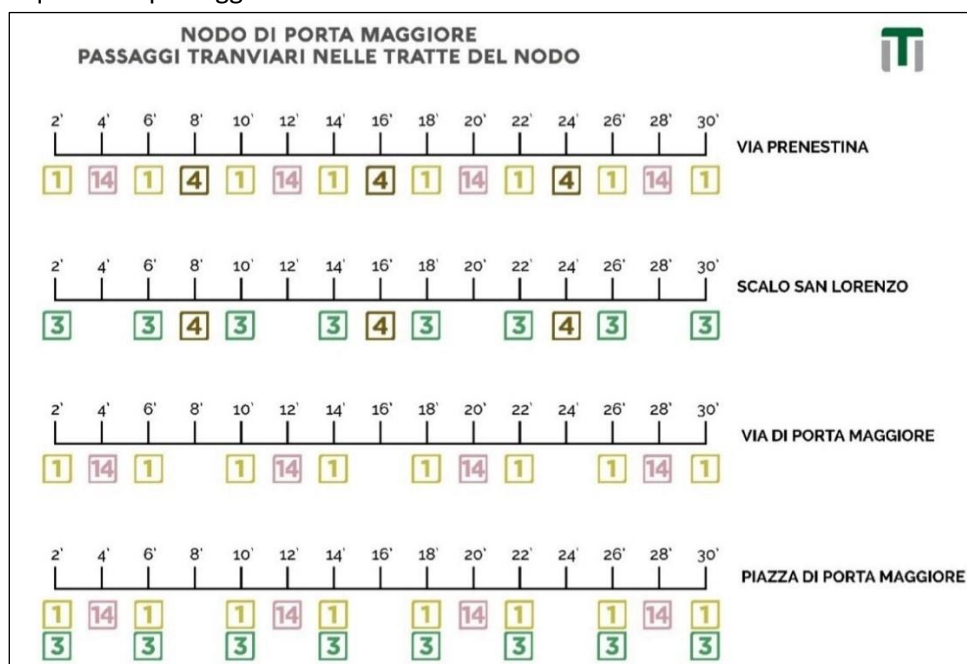 NODO DI PORTA MAGGIORE
PASSAGGI TRANVIARI NELLE TRATTE DEL NODO
T
2' 4' 6' 8' 10' 12' 14' 16' 18' 20' 22' 24' 26' 28' 30'
VIA PRENESTINA
1 14 1 4 1 14 1 4 1 14 1 4 1 14 1
2' 4' 6' 8' 10' 12' 14' 16' 18' 20' 22' 24' 26' 28' 30'
SCALO SAN LORENZO
3 3 4 3 3 4 3 3 4 3 3
2' 4' 6' 8' 10' 12' 14' 16' 18' 20' 22' 24' 26' 28' 30'
VIA DI PORTA MAGGIORE
1 14 1 1 14 1 1 14 1 1 14 1
2' 4' 6' 8' 10' 12' 14' 16' 18' 20' 22' 24' 26' 28' 30'
PIAZZA DI PORTA MAGGIORE
1 14 1 1 14 1 1 14 1 1 14 1
3 3 3 3 3 3 3 3